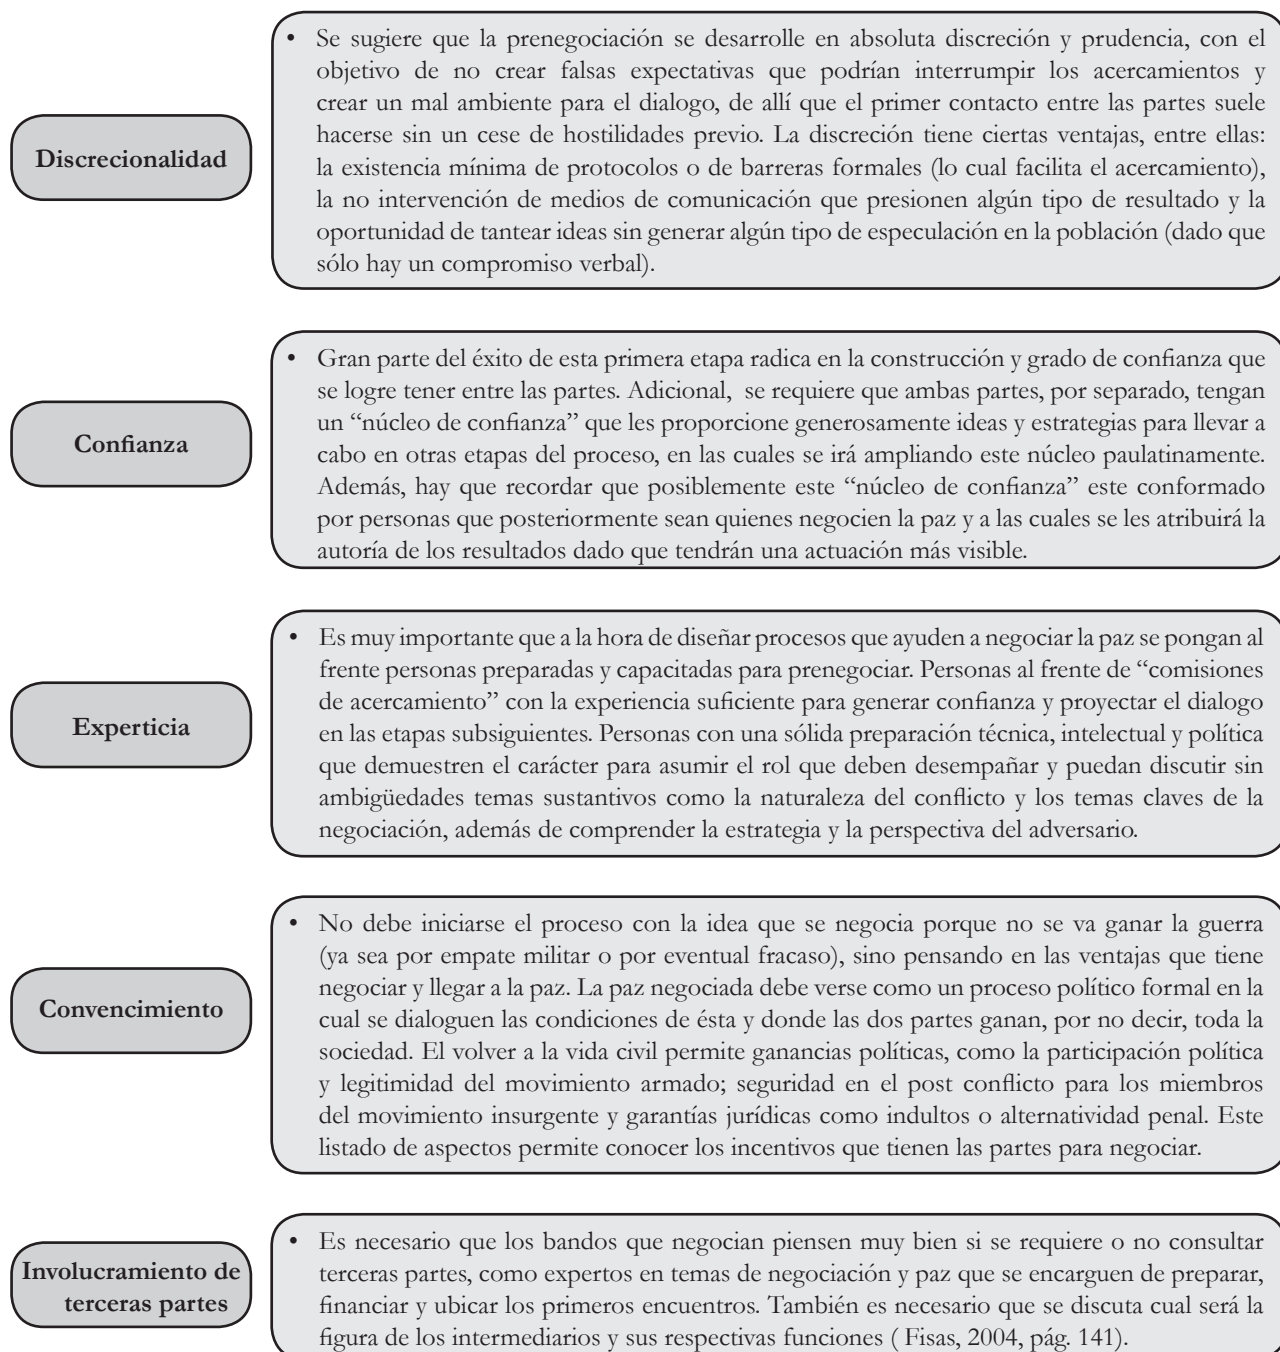 Discrecionalidad
• Se sugiere que la prenegociación se desarrolle en absoluta discreción y prudencia, con el
objetivo de no crear falsas expectativas que podrían interrumpir los acercamientos y
crear un mal ambiente para el dialogo, de allí que el primer contacto entre las partes suele
hacerse sin un cese de hostilidades previo. La discreción tiene ciertas ventajas, entre ellas:
la existencia mínima de protocolos o de barreras formales (lo cual facilita el acercamiento),
la no intervención de medios de comunicación que presionen algún tipo de resultado y la
oportunidad de tantear ideas sin generar algún tipo de especulación en la población (dado que
sólo hay un compromiso verbal).
Confianza
• Gran parte del éxito de esta primera etapa radica en la construcción y grado de confianza que
se logre tener entre las partes. Adicional, se requiere que ambas partes, por separado, tengan
un “núcleo de confianza” que les proporcione generosamente ideas y estrategias para llevar a
cabo en otras etapas del proceso, en las cuales se irá ampliando este núcleo paulatinamente.
Además, hay que recordar que posiblemente este “núcleo de confianza” este conformado
por personas que posteriormente sean quienes negocien la paz y a las cuales se les atribuirá la
autoría de los resultados dado que tendrán una actuación más visible.
Experticia
• Es muy importante que a la hora de diseñar procesos que ayuden a negociar la paz se pongan al
frente personas preparadas y capacitadas para prenegociar. Personas al frente de “comisiones
de acercamiento” con la experiencia suficiente para generar confianza y proyectar el dialogo
en las etapas subsiguientes. Personas con una sólida preparación técnica, intelectual y política
que demuestren el carácter para asumir el rol que deben desempañar y puedan discutir sin
ambigüedades temas sustantivos como la naturaleza del conflicto y los temas claves de la
negociación, además de comprender la estrategia y la perspectiva del adversario.
Convencimiento
• No debe iniciarse el proceso con la idea que se negocia porque no se va ganar la guerra
(ya sea por empate militar o por eventual fracaso), sino pensando en las ventajas que tiene
negociar y llegar a la paz. La paz negociada debe verse como un proceso político formal en la
cual se dialoguen las condiciones de ésta y donde las dos partes ganan, por no decir, toda la
sociedad. El volver a la vida civil permite ganancias políticas, como la participación política
y legitimidad del movimiento armado; seguridad en el post conflicto para los miembros
del movimiento insurgente y garantías jurídicas como indultos o alternatividad penal. Este
listado de aspectos permite conocer los incentivos que tienen las partes para negociar.
Involucramiento de
terceras partes
• Es necesario que los bandos que negocian piensen muy bien si se requiere o no consultar
terceras partes, como expertos en temas de negociación y paz que se encarguen de preparar,
financiar y ubicar los primeros encuentros. También es necesario que se discuta cual será la
figura de los intermediarios y sus respectivas funciones ( Fisas, 2004, pág. 141).